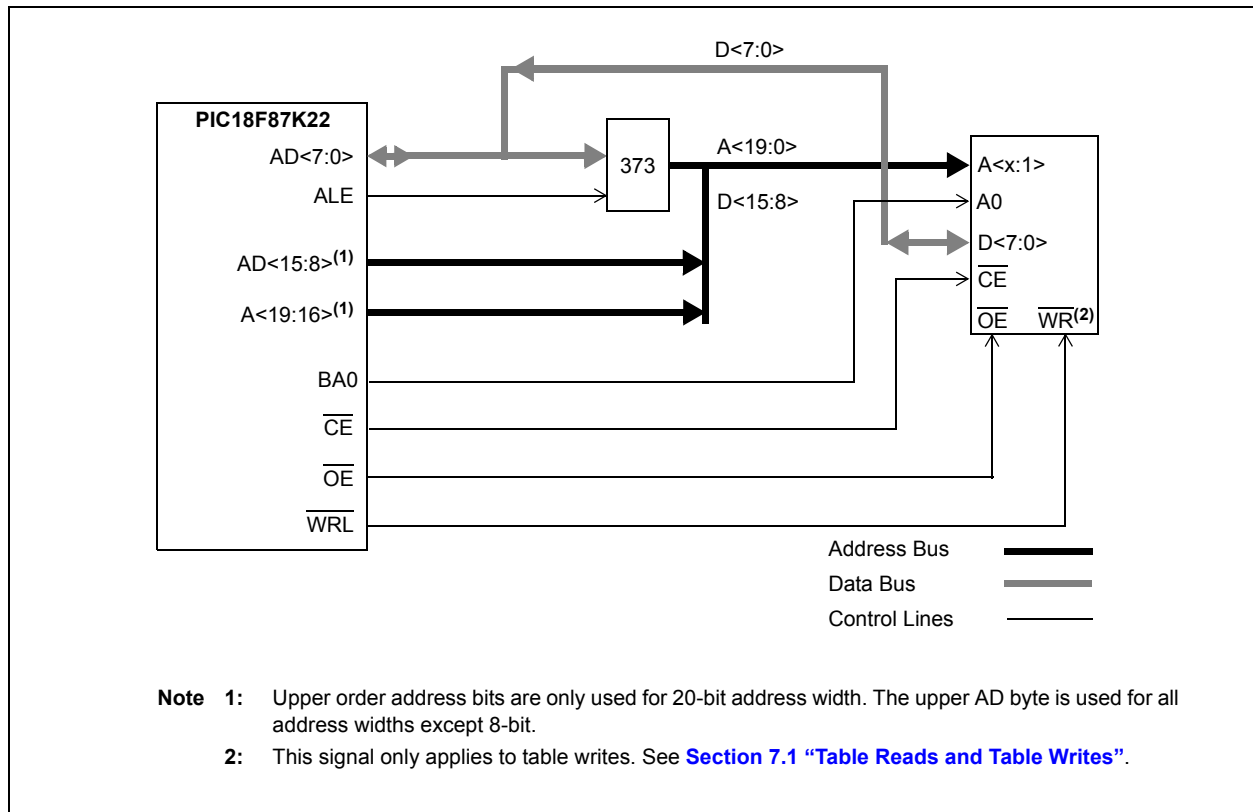 D<7:0>
PIC18F87K22
AD<7:0>
373
A<19:0>
A<x:1>
ALE
D<15:8>
A0
AD<15:8>(1)
D<7:0>
CE
A<19:16>(1)
OE WR(2)
BA0
CE
OE
WRL
Address Bus
Data Bus
Control Lines
Note 1: Upper order address bits are only used for 20-bit address width. The upper AD byte is used for all
address widths except 8-bit.
2: This signal only applies to table writes. See Section 7.1 “Table Reads and Table Writes”.